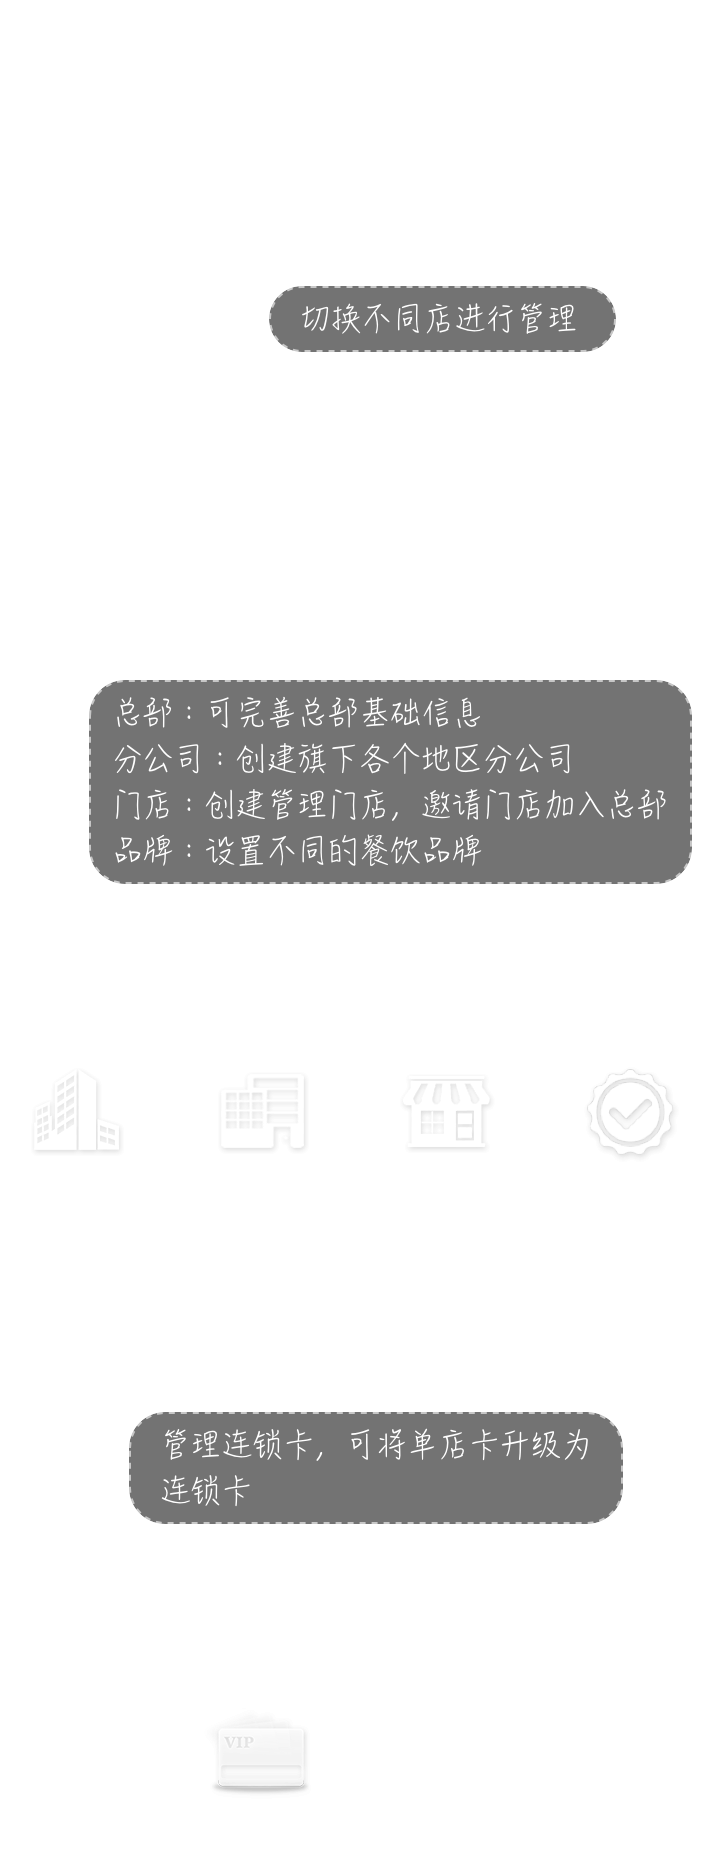 切换不同店进行管理
总部：可完善总部基础信息
分公司：创建旗下各个地区分公司
门店：创建管理门店，邀请门店加入总部
品牌：设置不同的餐饮品牌
管理连锁卡，可将单店卡升级为
连锁卡
VIP